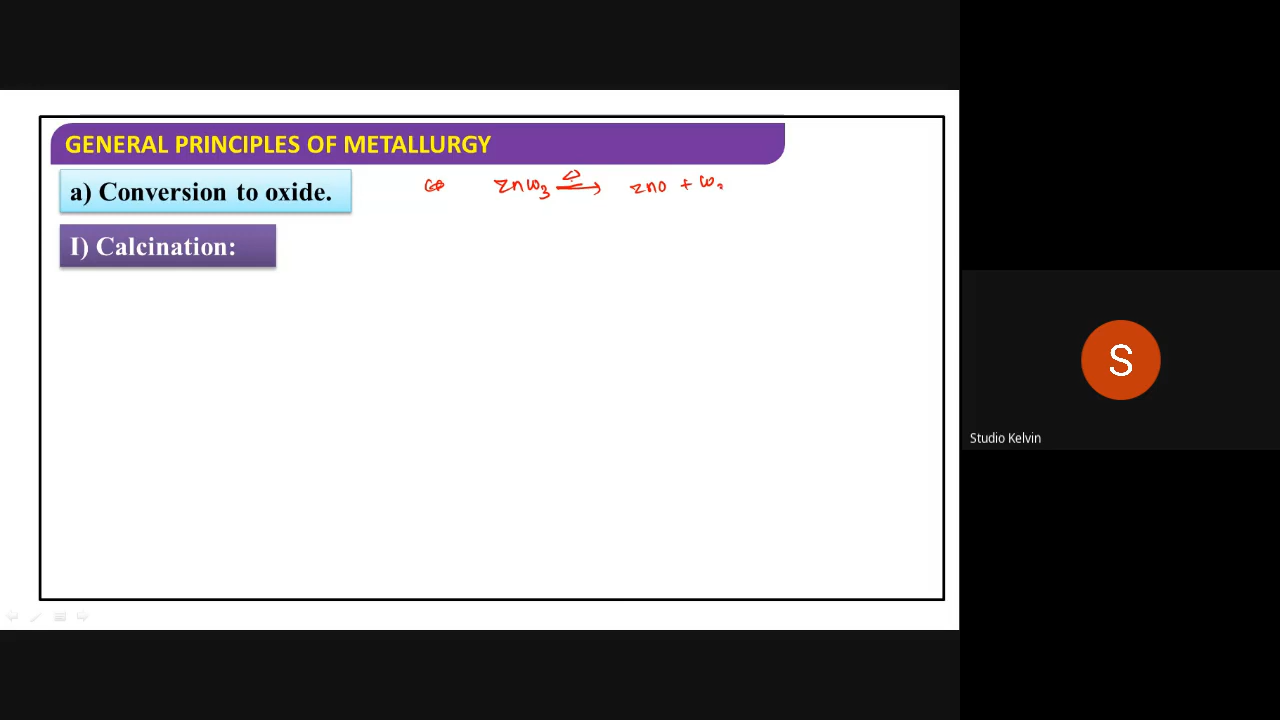 GENERAL PRINCIPLES OF METALLURGY
a) Conversion to oxide.
ZnCO3 Δ→ ZnO + CO2
I) Calcination:
S
Studio Kelvin